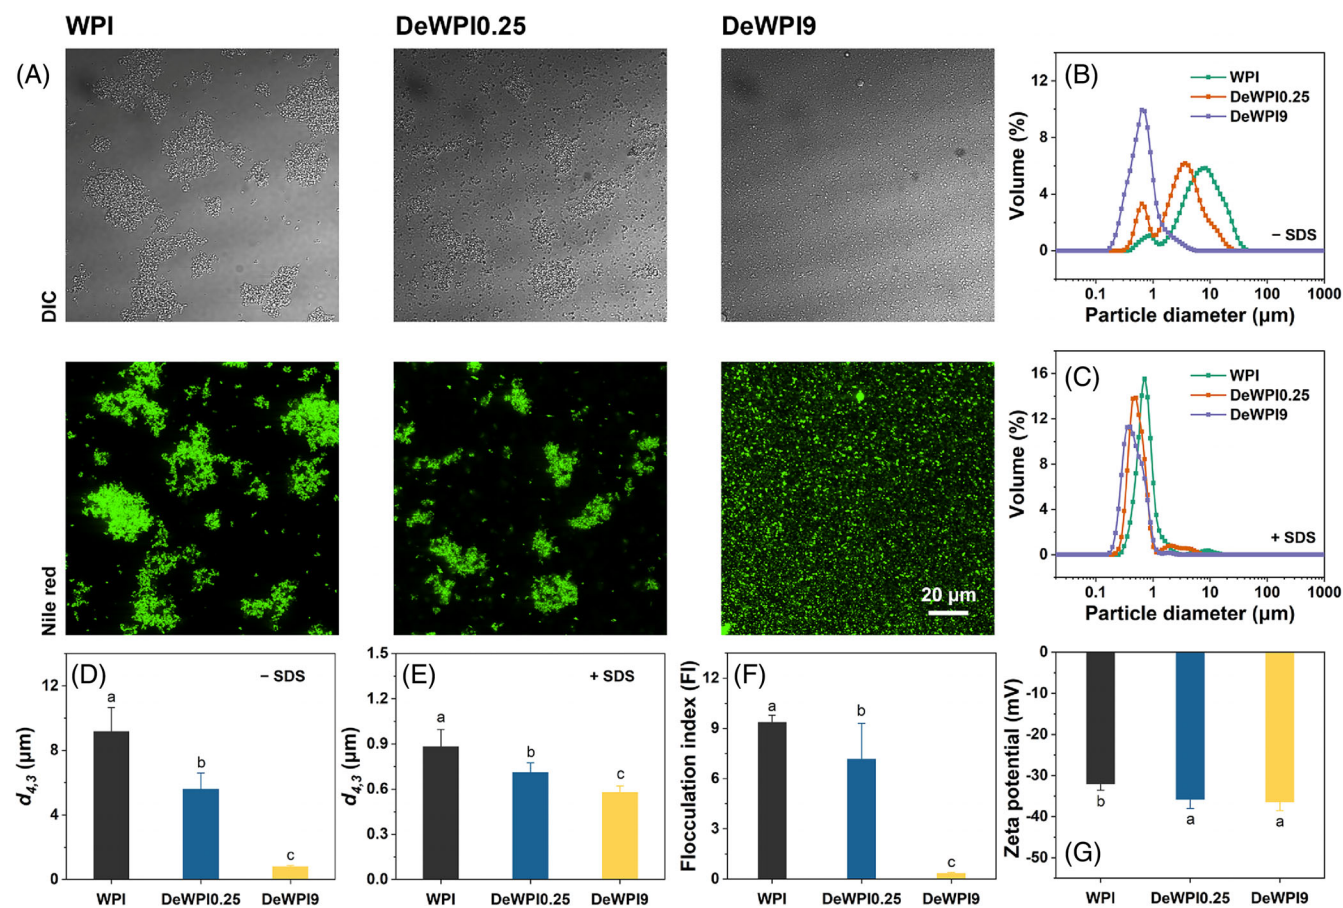 WPI
DeWPI0.25
DeWPI9
(A)
DIC
Nile red
20 μm
(B)
WPI
DeWPI0.25
DeWPI9
− SDS
12
8
4
0
Volume (%)
0.1 1 10 100 1000
Particle diameter (μm)
(C)
WPI
DeWPI0.25
DeWPI9
+ SDS
16
12
8
4
0
Volume (%)
0.1 1 10 100 1000
Particle diameter (μm)
(D)
− SDS
a
b
c
12
8
4
0
d4,3 (μm)
WPI DeWPI0.25 DeWPI9
(E)
+ SDS
a
b
c
1.5
1.2
0.9
0.6
0.3
0.0
d4,3 (μm)
WPI DeWPI0.25 DeWPI9
(F)
a
b
c
12
9
6
3
0
Flocculation index (FI)
WPI DeWPI0.25 DeWPI9
0
-10
-20
-30
-40
-50
Zeta potential (mV)
b
a
a
(G)
WPI DeWPI0.25 DeWPI9